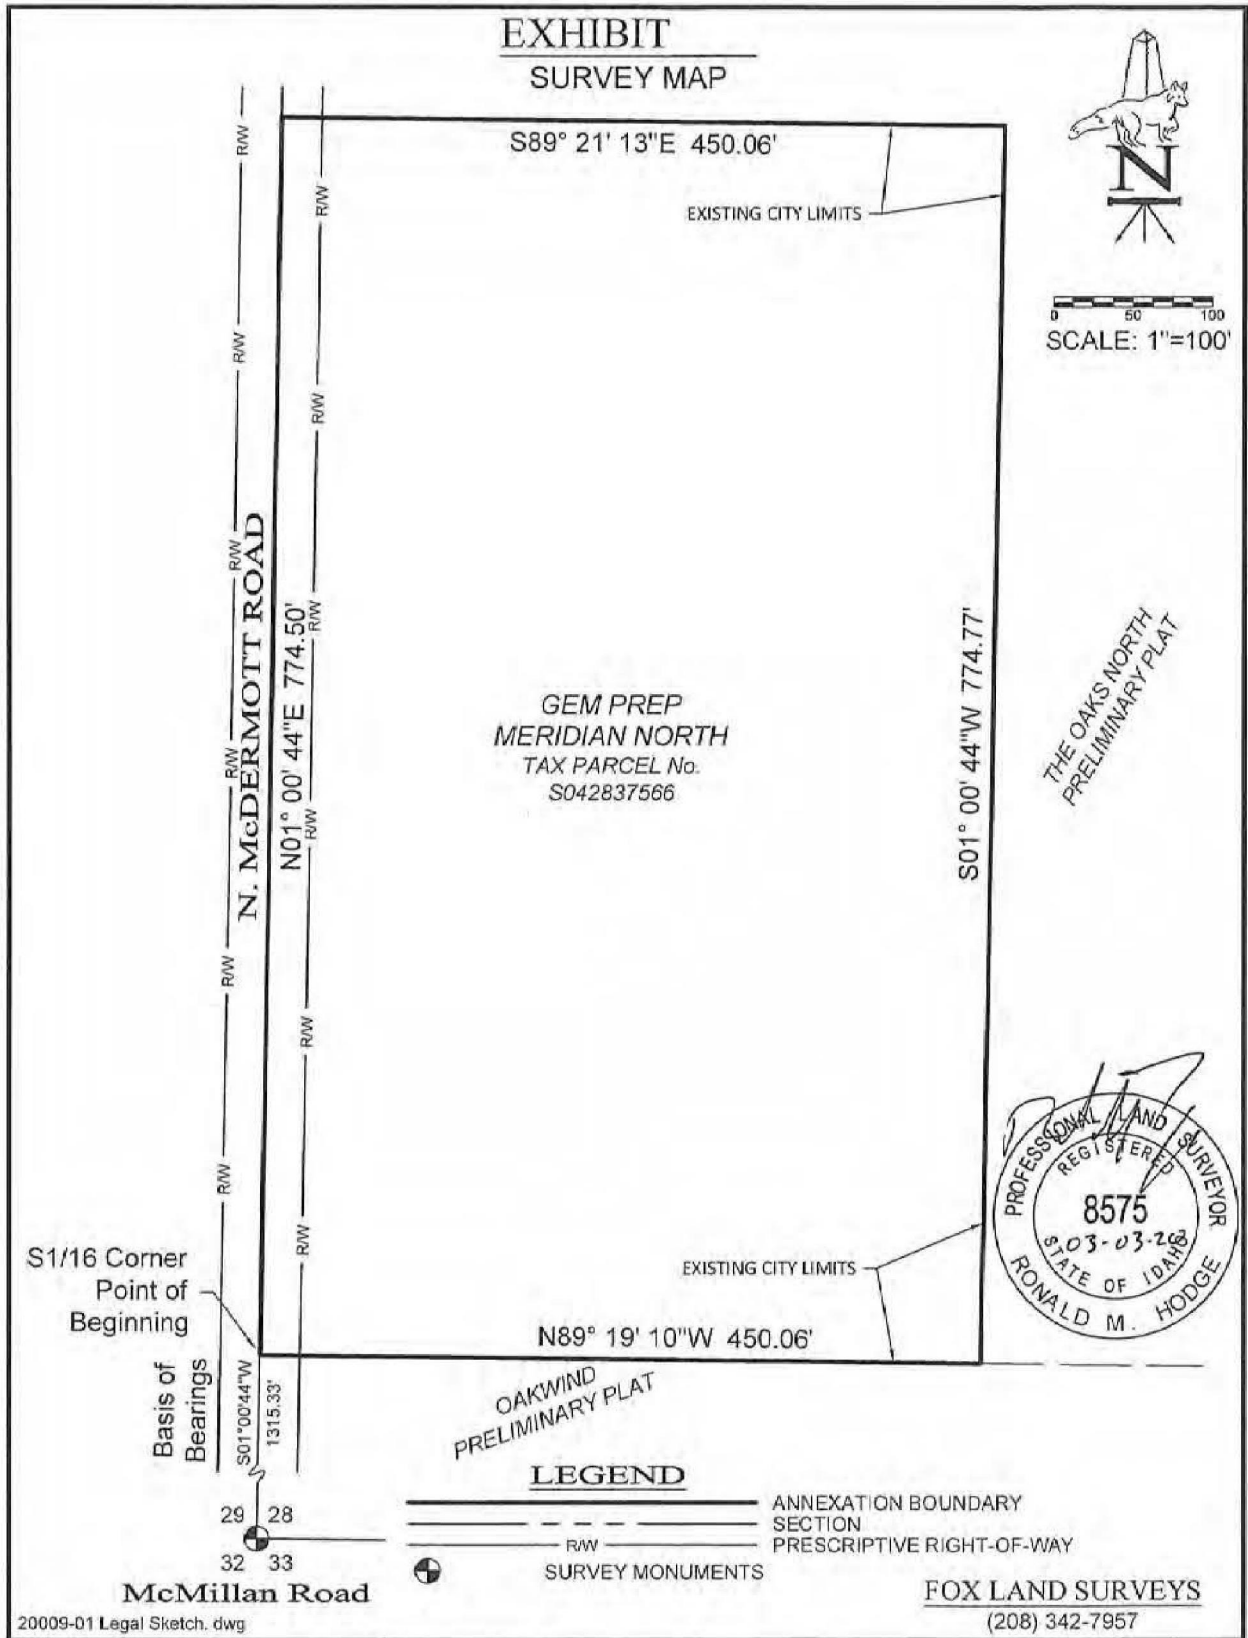 EXHIBIT
SURVEY MAP
S89° 21' 13"E 450.06'
EXISTING CITY LIMITS
N
0 50 100
SCALE: 1"=100'
R/W
R/W
R/W
R/W
R/W
R/W
R/W
R/W
R/W
R/W
R/W
R/W
R/W
N. McDERMOTT ROAD
N01° 00' 44"E 774.50'
GEM PREP
MERIDIAN NORTH
TAX PARCEL No.
S042837566
S01° 00' 44"W 774.77'
THE OAKS NORTH
PRELIMINARY PLAT
PROFESSIONAL LAND SURVEYOR
REGISTERED
8575
STATE OF IDAHO
RONALD M. HODGE
S1/16 Corner
Point of
Beginning
EXISTING CITY LIMITS
N89° 19' 10"W 450.06'
Basis of
Bearings
S01°00'44"W
1315.33'
OAKWIND
PRELIMINARY PLAT
LEGEND
ANNEXATION BOUNDARY
SECTION
R/W PRESCRIPTIVE RIGHT-OF-WAY
SURVEY MONUMENTS
29 28
32 33
McMillan Road
FOX LAND SURVEYS
(208) 342-7957
20009-01 Legal Sketch. dwg